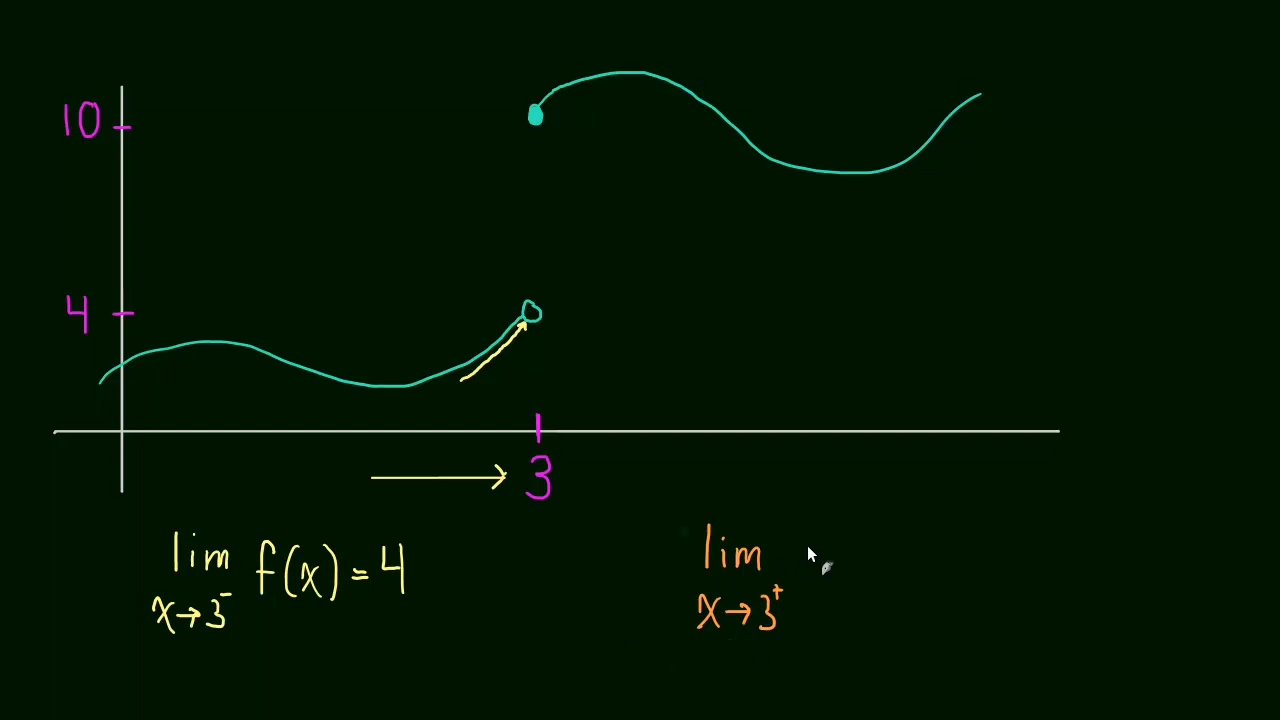 10
4
3
lim f(x) = 4
x→3⁻
lim
x→3⁺